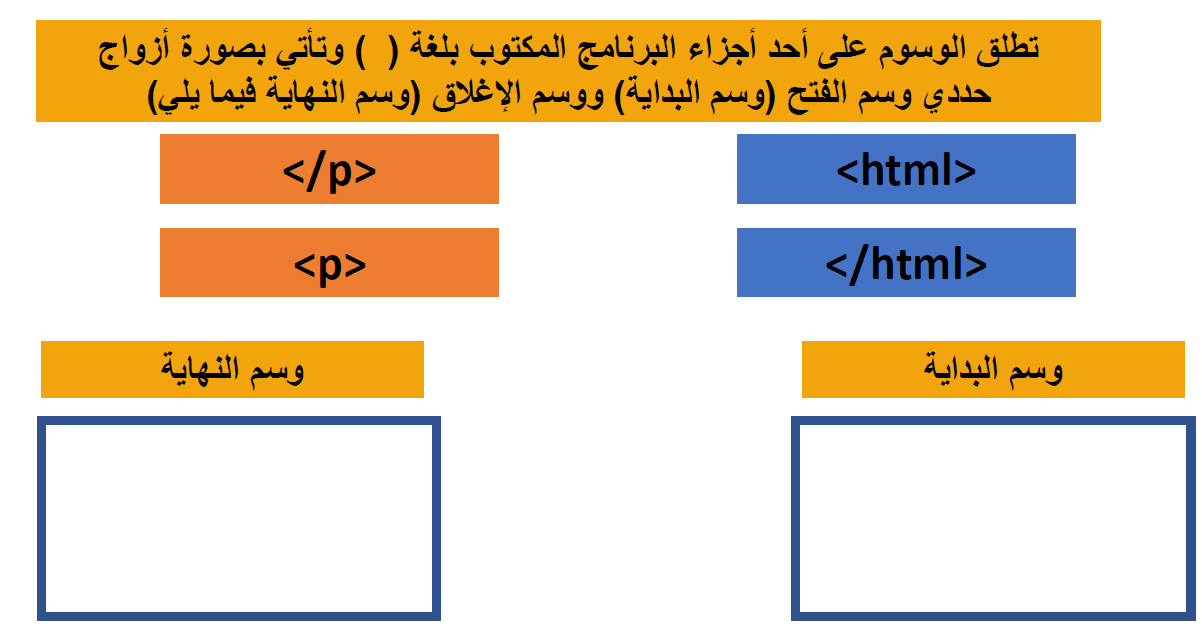 تطلق الوسوم على أحد أجزاء البرنامج المكتوب بلغة (  ) وتأتي بصورة أزواج
حددي وسم الفتح (وسم البداية) ووسم الإغلاق (وسم النهاية فيما يلي)
<html>
</p>
</html>
<p>
وسم البداية
وسم النهاية